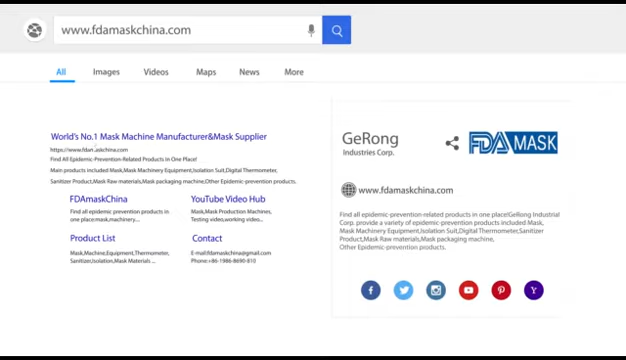 www.fdamaskchina.com
All Images Videos Maps News More
World's No.1 Mask Machine Manufacturer&Mask Supplier
https://www.fdamaskchina.com
Find All Epidemic-Prevention-Related Products in One Place!
Main products included Mask,Mask Machinery Equipment,Isolation Suit,Digital Thermometer,
Sanitizer Product,Mask Raw materials,Mask packaging machine,Other Epidemic-prevention products.
FDAmaskChina
Find all epidemic prevention products in
one place:mask,machinery....
YouTube Video Hub
Mask,Mask Production Machines,
Testing video,working video...
Product List
Mask,Machine,Equipment,Thermometer,
Sanitizer,Isolation,Mask Materials ...
Contact
E-mail:fdamaskchina@gmail.com
Phone:+86-1986-8690-810
GeRong
Industries Corp.
FDA MASK
www.fdamaskchina.com
Find all epidemic-prevention-related products in one place!GeRong Industrial
Corp. provide a variety of epidemic-prevention products included Mask,
Mask Machinery Equipment,Isolation Suit,Digital Thermometer,Sanitizer
Product,Mask Raw materials,Mask packaging machine,
Other Epidemic-prevention products.